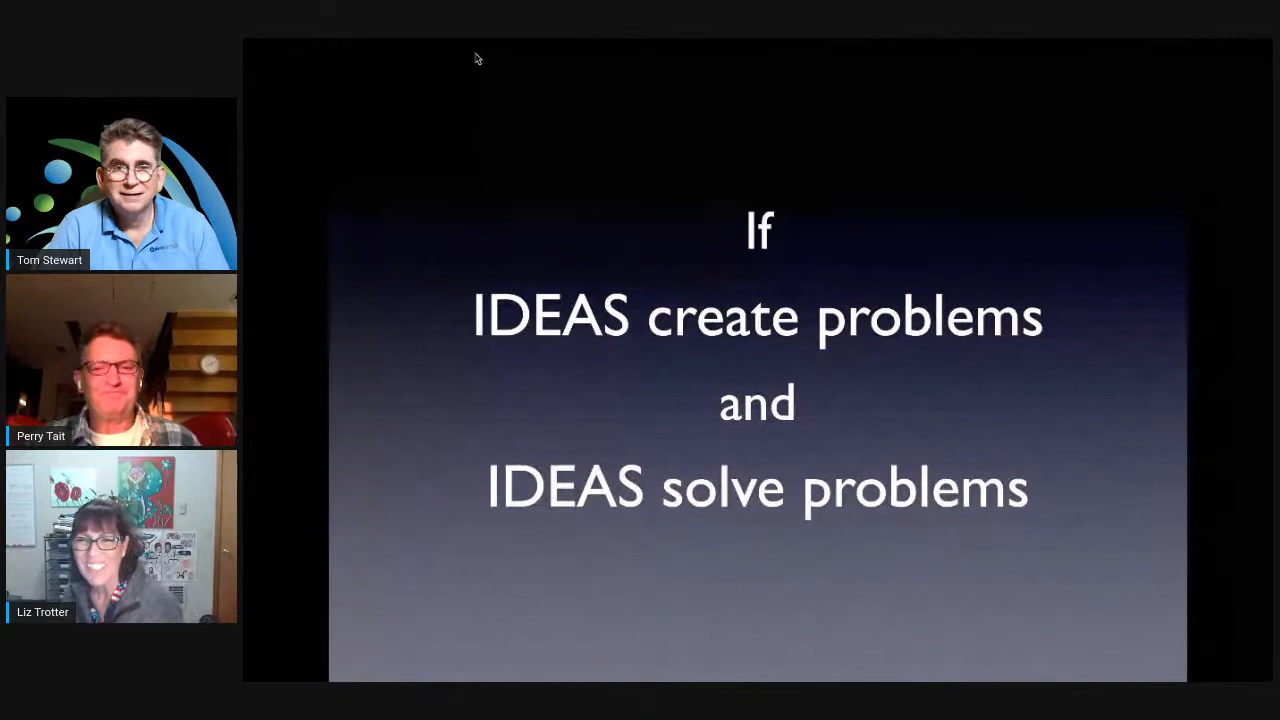 Tom Stewart
Perry Tait
Liz Trotter
If
IDEAS create problems
and
IDEAS solve problems